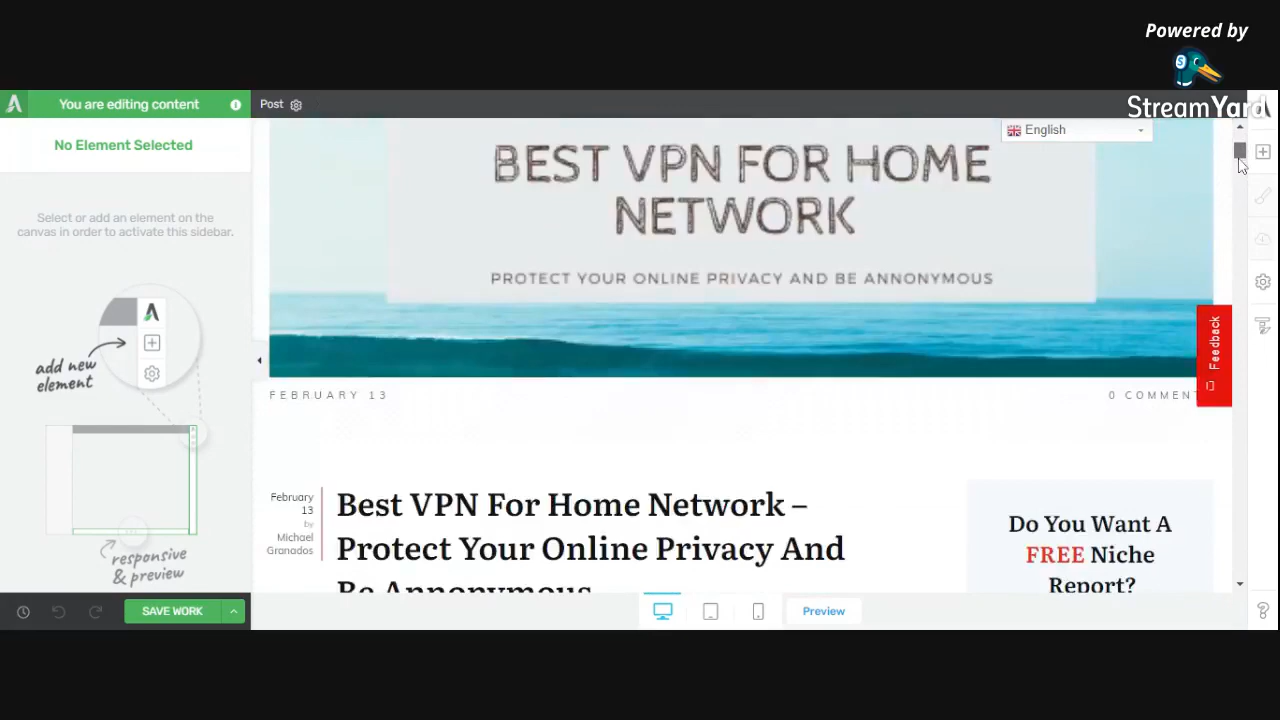 Powered by
StreamYard
You are editing content
Post
No Element Selected
English
BEST VPN FOR HOME
NETWORK
PROTECT YOUR ONLINE PRIVACY AND BE ANNONYMOUS
Select or add an element on the
canvas in order to activate this sidebar.
add new
element
Feedback
FEBRUARY 13
0 COMMENT
February
13
by
Michael
Granados
Best VPN For Home Network –
Protect Your Online Privacy And
Be Annonymous
Do You Want A
FREE Niche
Report?
responsive
& preview
SAVE WORK
Preview